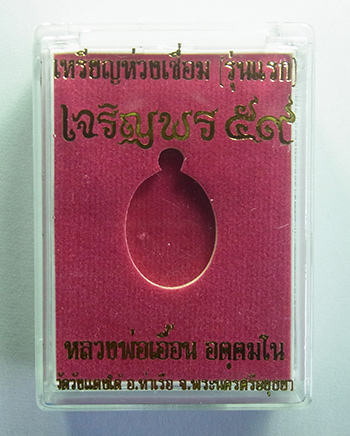 เหรียญห่วงเชื่อม (รุ่นแรก)
เจริญพร ๕๙
หลวงพ่อเอื้อน อตฺตมโน
วัดวังแดงใต้ อ.ท่าเรือ จ.พระนครศรีอยุธยา